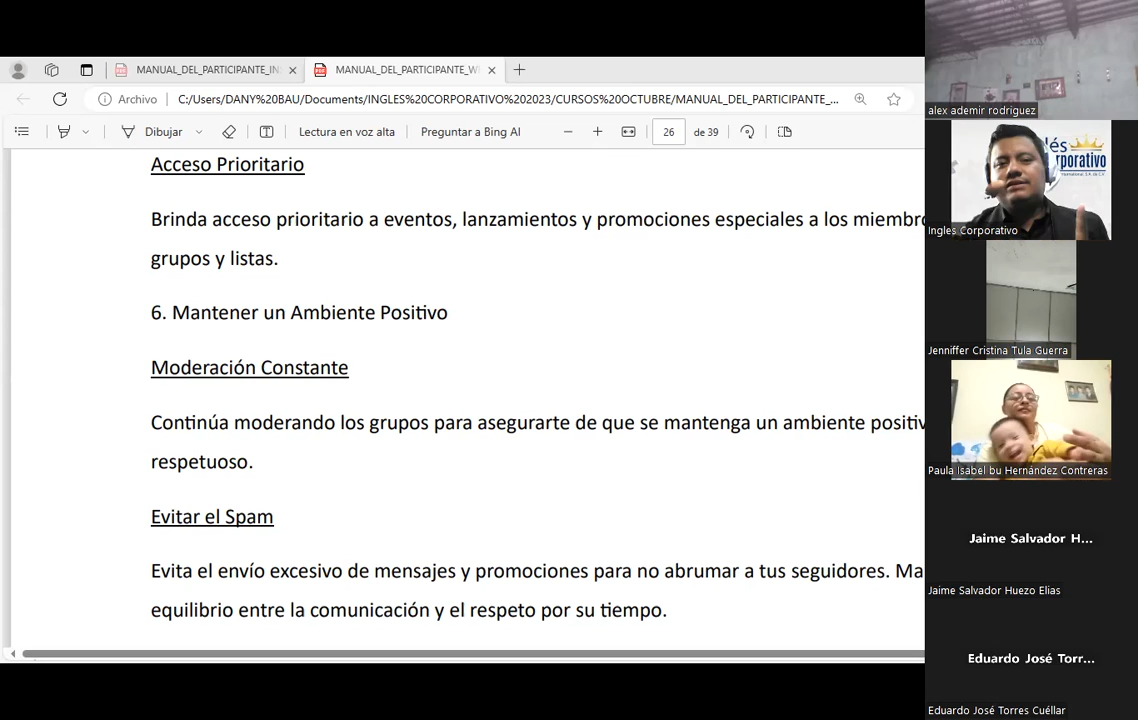 MANUAL_DEL_PARTICIPANTE_IN
MANUAL_DEL_PARTICIPANTE_W
Archivo
C:/Users/DANY%20BAU/Documents/INGLES%20CORPORATIVO%202023/CURSOS%20OCTUBRE/MANUAL_DEL_PARTICIPANTE_...
Dibujar
Lectura en voz alta
Preguntar a Bing AI
26
de 39
Acceso Prioritario
Brinda acceso prioritario a eventos, lanzamientos y promociones especiales a los miembro
grupos y listas.
6. Mantener un Ambiente Positivo
Moderación Constante
Continúa moderando los grupos para asegurarte de que se mantenga un ambiente positiv
respetuoso.
Evitar el Spam
Evita el envío excesivo de mensajes y promociones para no abrumar a tus seguidores. Ma
equilibrio entre la comunicación y el respeto por su tiempo.
alex ademir rodriguez
lés
rporativo
Ingles Corporativo
Jenniffer Cristina Tula Guerra
Paula Isabel bu Hernández Contreras
Jaime Salvador H...
Jaime Salvador Huezo Elias
Eduardo José Torr...
Eduardo José Torres Cuéllar